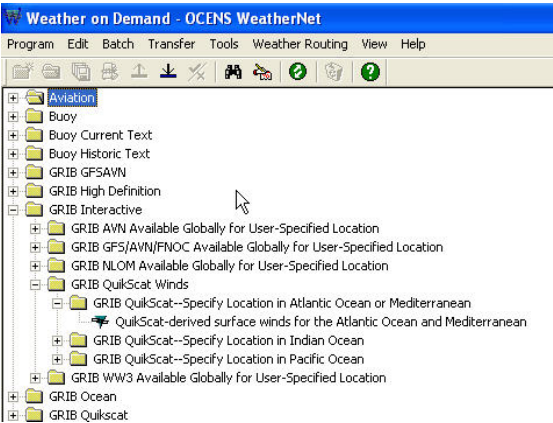 Weather on Demand - OCENS WeatherNet
Program Edit Batch Transfer Tools Weather Routing View Help
Aviation
Buoy
Buoy Current Text
Buoy Historic Text
GRIB GFSAVN
GRIB High Definition
GRIB Interactive
GRIB AVN Available Globally for User-Specified Location
GRIB GFS/AVN/FNOC Available Globally for User-Specified Location
GRIB NLOM Available Globally for User-Specified Location
GRIB QuikScat Winds
GRIB QuikScat--Specify Location in Atlantic Ocean or Mediterranean
QuikScat-derived surface winds for the Atlantic Ocean and Mediterranean
GRIB QuikScat--Specify Location in Indian Ocean
GRIB QuikScat--Specify Location in Pacific Ocean
GRIB WW3 Available Globally for User-Specified Location
GRIB Ocean
GRIB Quikscat